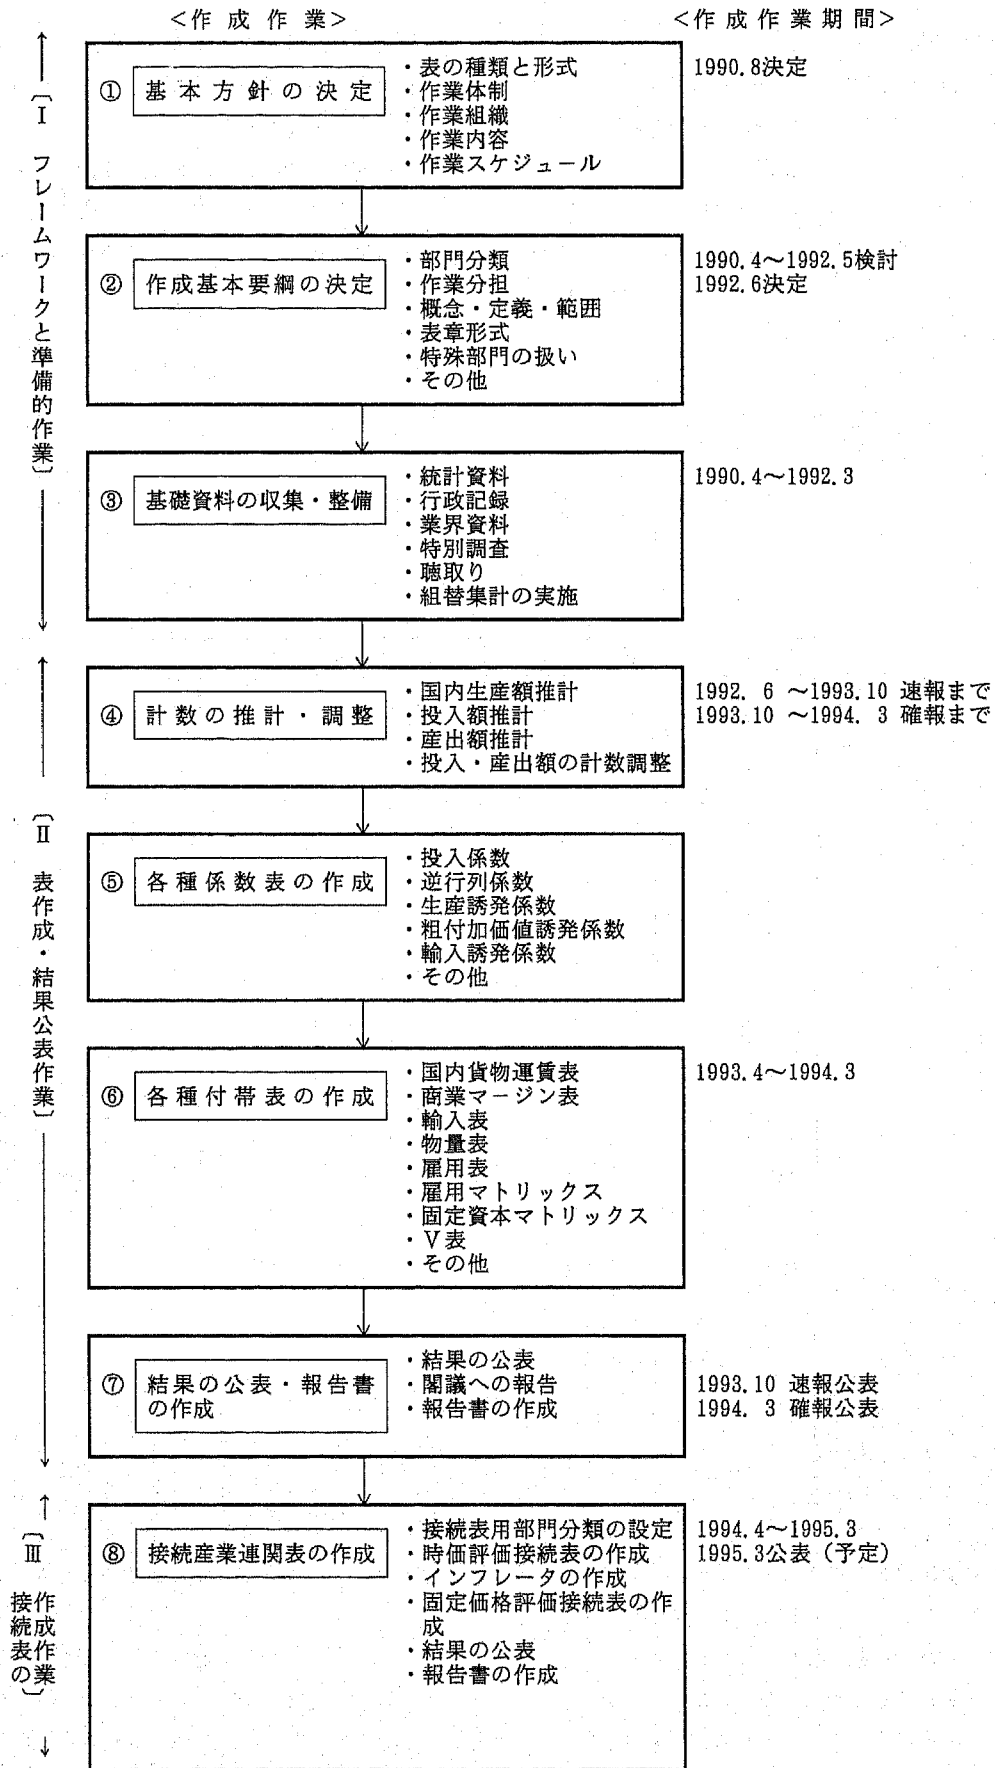 <作成作業> <作成作業期間>
〔Ⅰ フレームワークと準備的作業〕
① 基本方針の決定
・表の種類と形式
・作業体制
・作業組織
・作業内容
・作業スケジュール
1990.8決定
② 作成基本要綱の決定
・部門分類
・作業分担
・概念・定義・範囲
・表章形式
・特殊部門の扱い
・その他
1990.4～1992.5検討
1992.6決定
③ 基礎資料の収集・整備
・統計資料
・行政記録
・業界資料
・特別調査
・聴取り
・組替集計の実施
1990.4～1992.3
〔Ⅱ 表作成・結果公表作業〕
④ 計数の推計・調整
・国内生産額推計
・投入額推計
・産出額推計
・投入・産出額の計数調整
1992. 6 ～1993.10 速報まで
1993.10 ～1994. 3 確報まで
⑤ 各種係数表の作成
・投入係数
・逆行列係数
・生産誘発係数
・粗付加価値誘発係数
・輸入誘発係数
・その他
⑥ 各種付帯表の作成
・国内貨物運賃表
・商業マージン表
・輸入表
・物量表
・雇用表
・雇用マトリックス
・固定資本マトリックス
・V表
・その他
1993.4～1994.3
⑦ 結果の公表・報告書
の作成
・結果の公表
・閣議への報告
・報告書の作成
1993.10 速報公表
1994. 3 確報公表
〔Ⅲ 接続表の
作成作業〕
⑧ 接続産業連関表の作成
・接続表用部門分類の設定
・時価評価接続表の作成
・インフレータの作成
・固定価格評価接続表の作
成
・結果の公表
・報告書の作成
1994.4～1995.3
1995.3公表（予定）